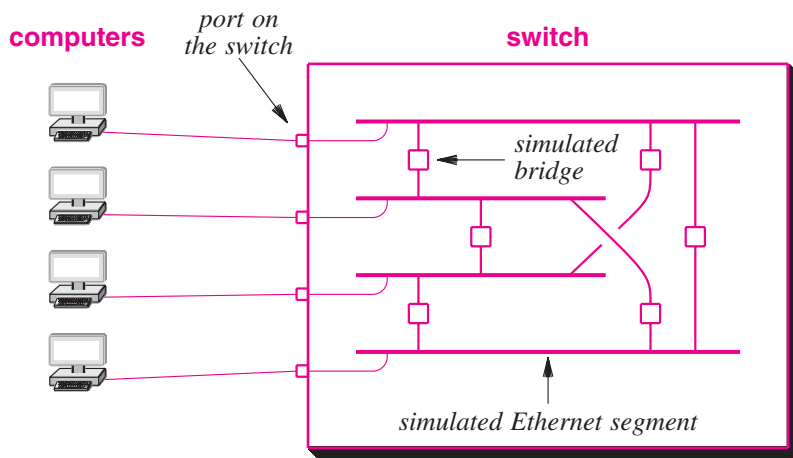 port on
the switch
computers
switch
simulated
bridge
simulated Ethernet segment